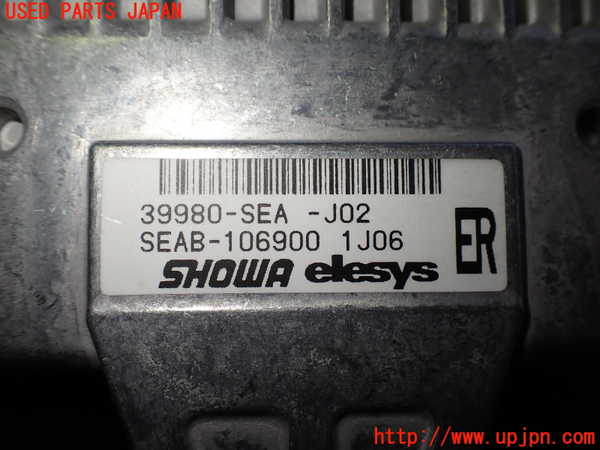 USED PARTS JAPAN
39980-SEA -J02
SEAB-106900 1J06
SHOWA elesys
ER
http://www.upjpn.com/